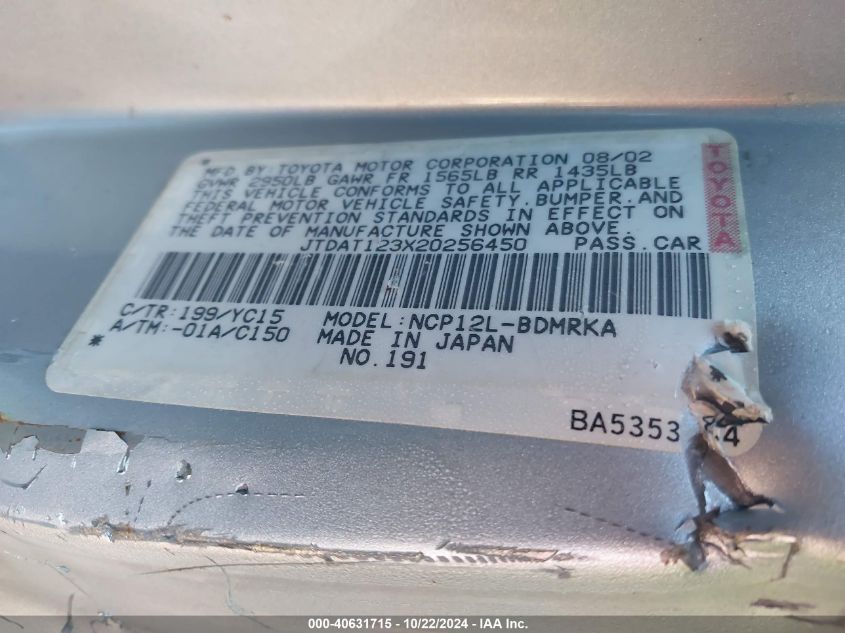 MFD.BY TOYOTA MOTOR CORPORATION 08/02
GVWR 2950LB GAWR FR 1565LB RR 1435LB
THIS VEHICLE CONFORMS TO ALL APPLICABLE
FEDERAL MOTOR VEHICLE SAFETY,BUMPER,AND
THEFT PREVENTION STANDARDS IN EFFECT ON
THE DATE OF MANUFACTURE SHOWN ABOVE.
JTDAT123X20256450 PASS.CAR
TOYOTA
C/TR:199/YC15 MODEL:NCP12L-BDMRKA
A/TM:-01A/C150 MADE IN JAPAN
NO.191
BA5353
000-40631715 - 10/22/2024 - IAA Inc.